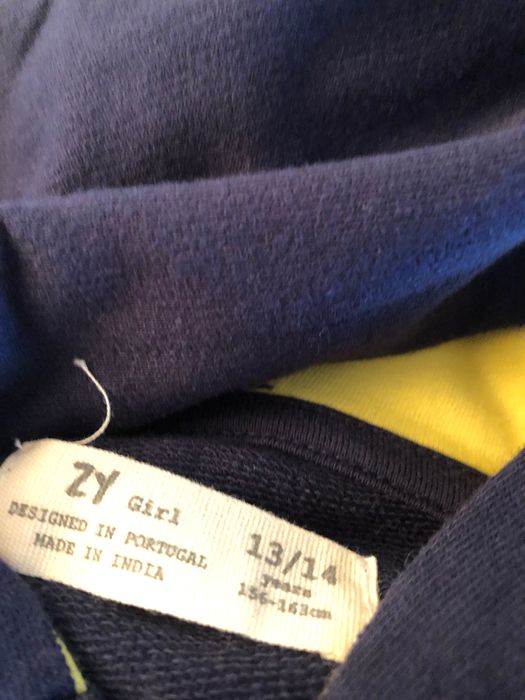 ZY Girl
DESIGNED IN PORTUGAL
MADE IN INDIA
13/14
years
156-163cm